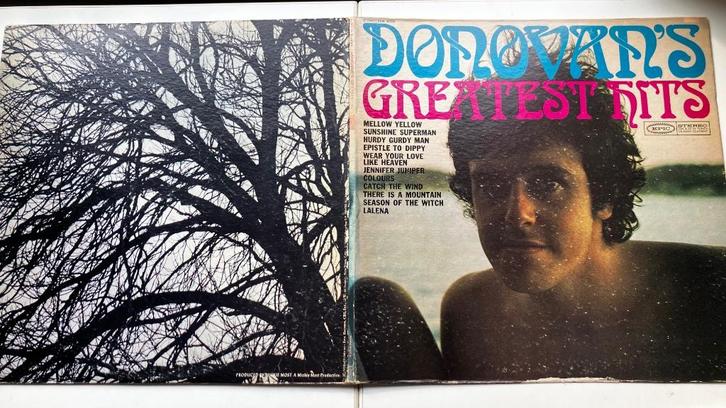 DONOVAN'S
GREATEST HITS
MELLOW YELLOW
SUNSHINE SUPERMAN
HURDY GURDY MAN
EPISTLE TO DIPPY
WEAR YOUR LOVE
LIKE HEAVEN
JENNIFER JUNIPER
COLOURS
CATCH THE WIND
THERE IS A MOUNTAIN
SEASON OF THE WITCH
LALENA
EPIC
STEREO
PRODUCED BY MICKIE MOST A Mickie Most Production